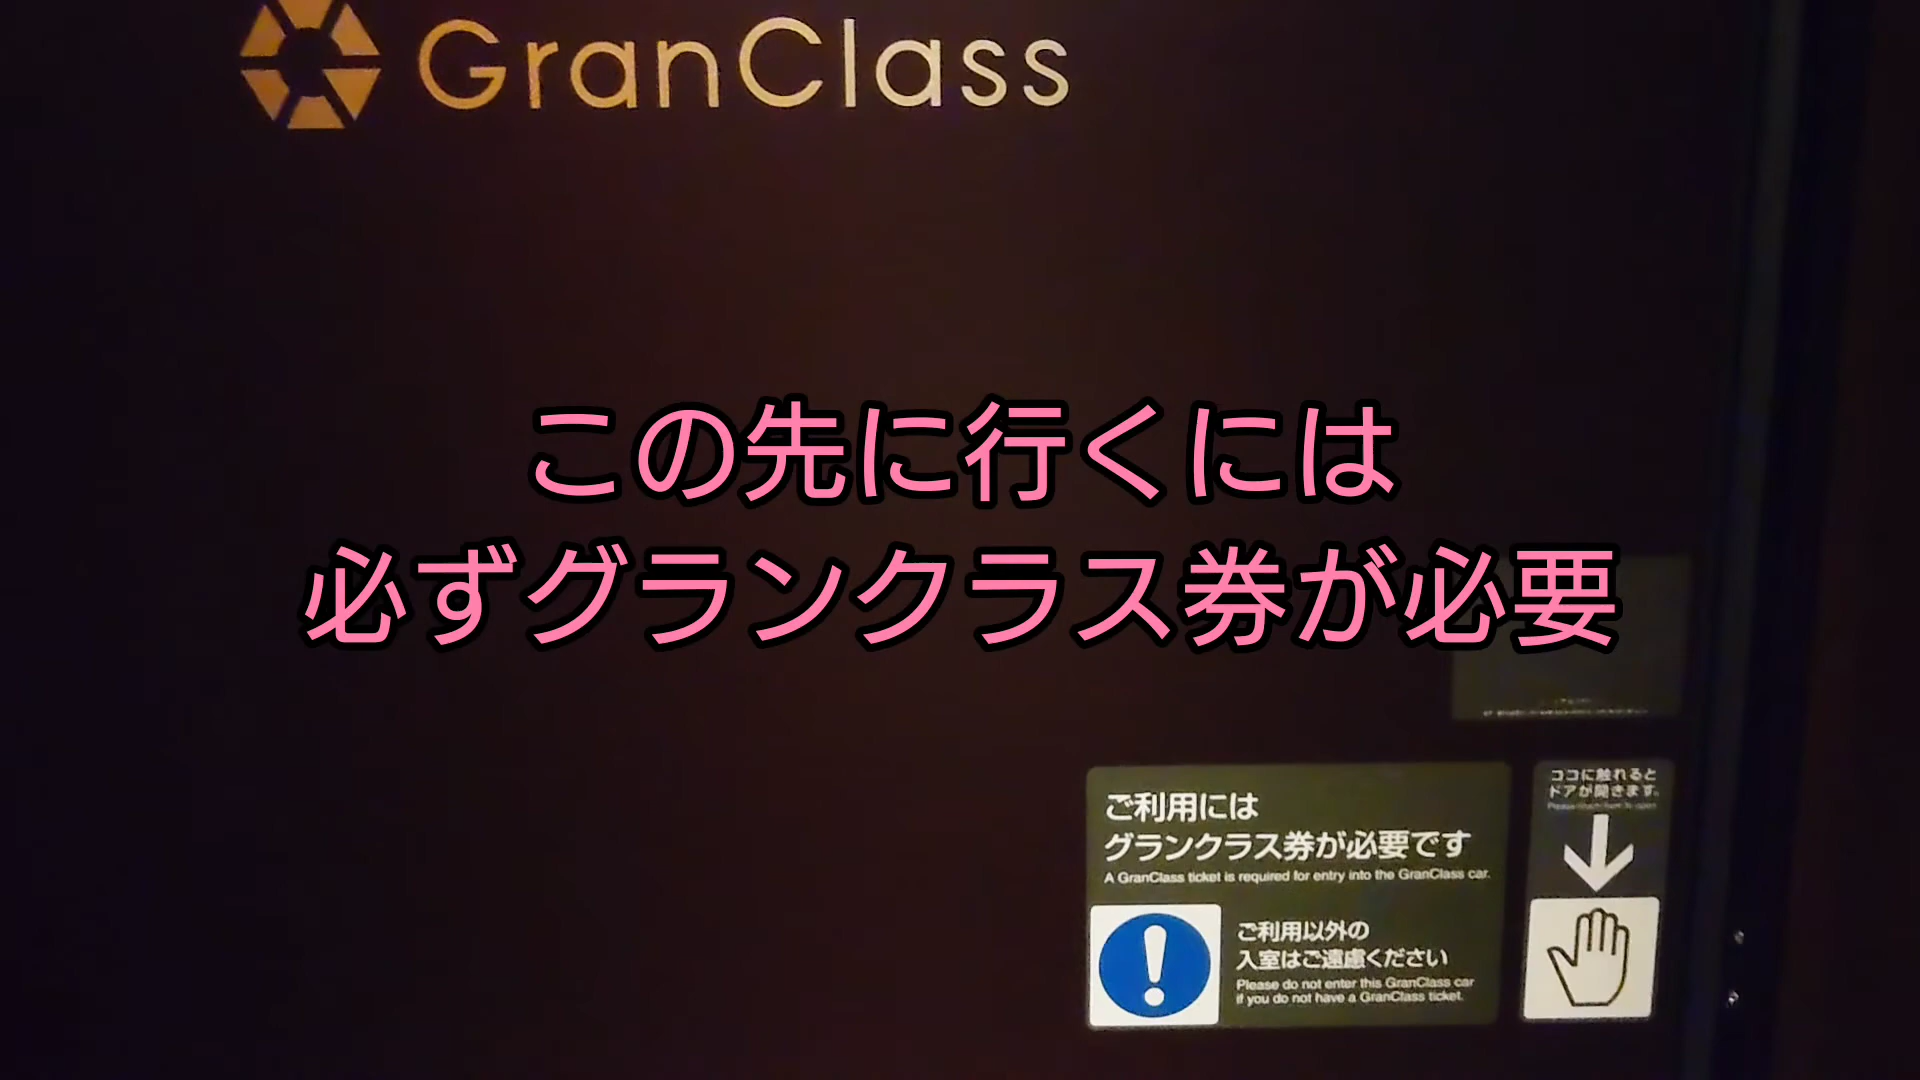 GranClass
この先に行くには
必ずグランクラス券が必要
ココに触れると
ドアが開きます。
ご利用には
グランクラス券が必要です
A GranClass ticket is required for entry into the GranClass car.
ご利用以外の
入室はご遠慮ください
Please do not enter this GranClass car
if you do not have a GranClass ticket.